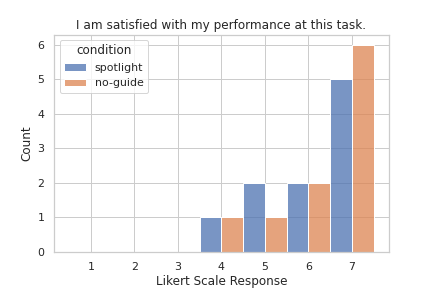 I am satisfied with my performance at this task.
condition
spotlight
no-guide
Count
6
5
4
3
2
1
0
1 2 3 4 5 6 7
Likert Scale Response